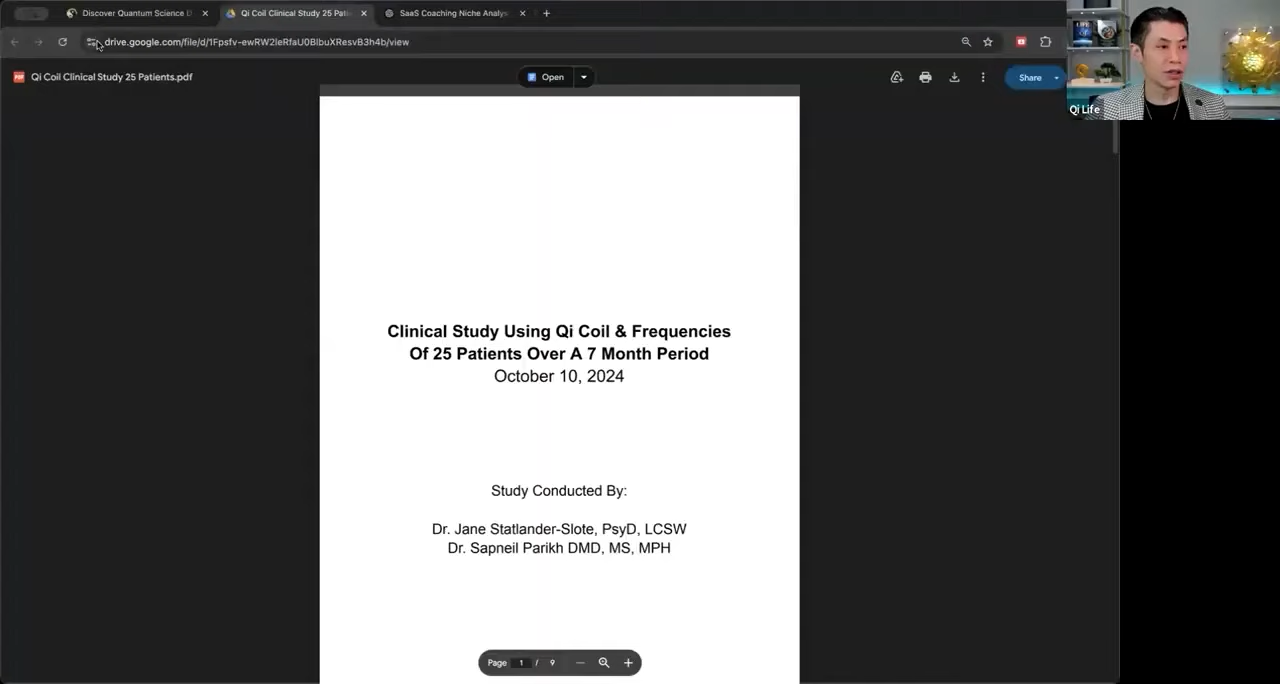 Discover Quantum Science D
Qi Coil Clinical Study 25 Pati
SaaS Coaching Niche Analys
drive.google.com/file/d/1Fpsfv-ewRW2IeRfaU0BlbuXResvB3h4b/view
Qi Coil Clinical Study 25 Patients.pdf
Open
Share
Qi Life
Clinical Study Using Qi Coil & Frequencies
Of 25 Patients Over A 7 Month Period
October 10, 2024
Study Conducted By:
Dr. Jane Statlander-Slote, PsyD, LCSW
Dr. Sapneil Parikh DMD, MS, MPH
Page 1 / 9